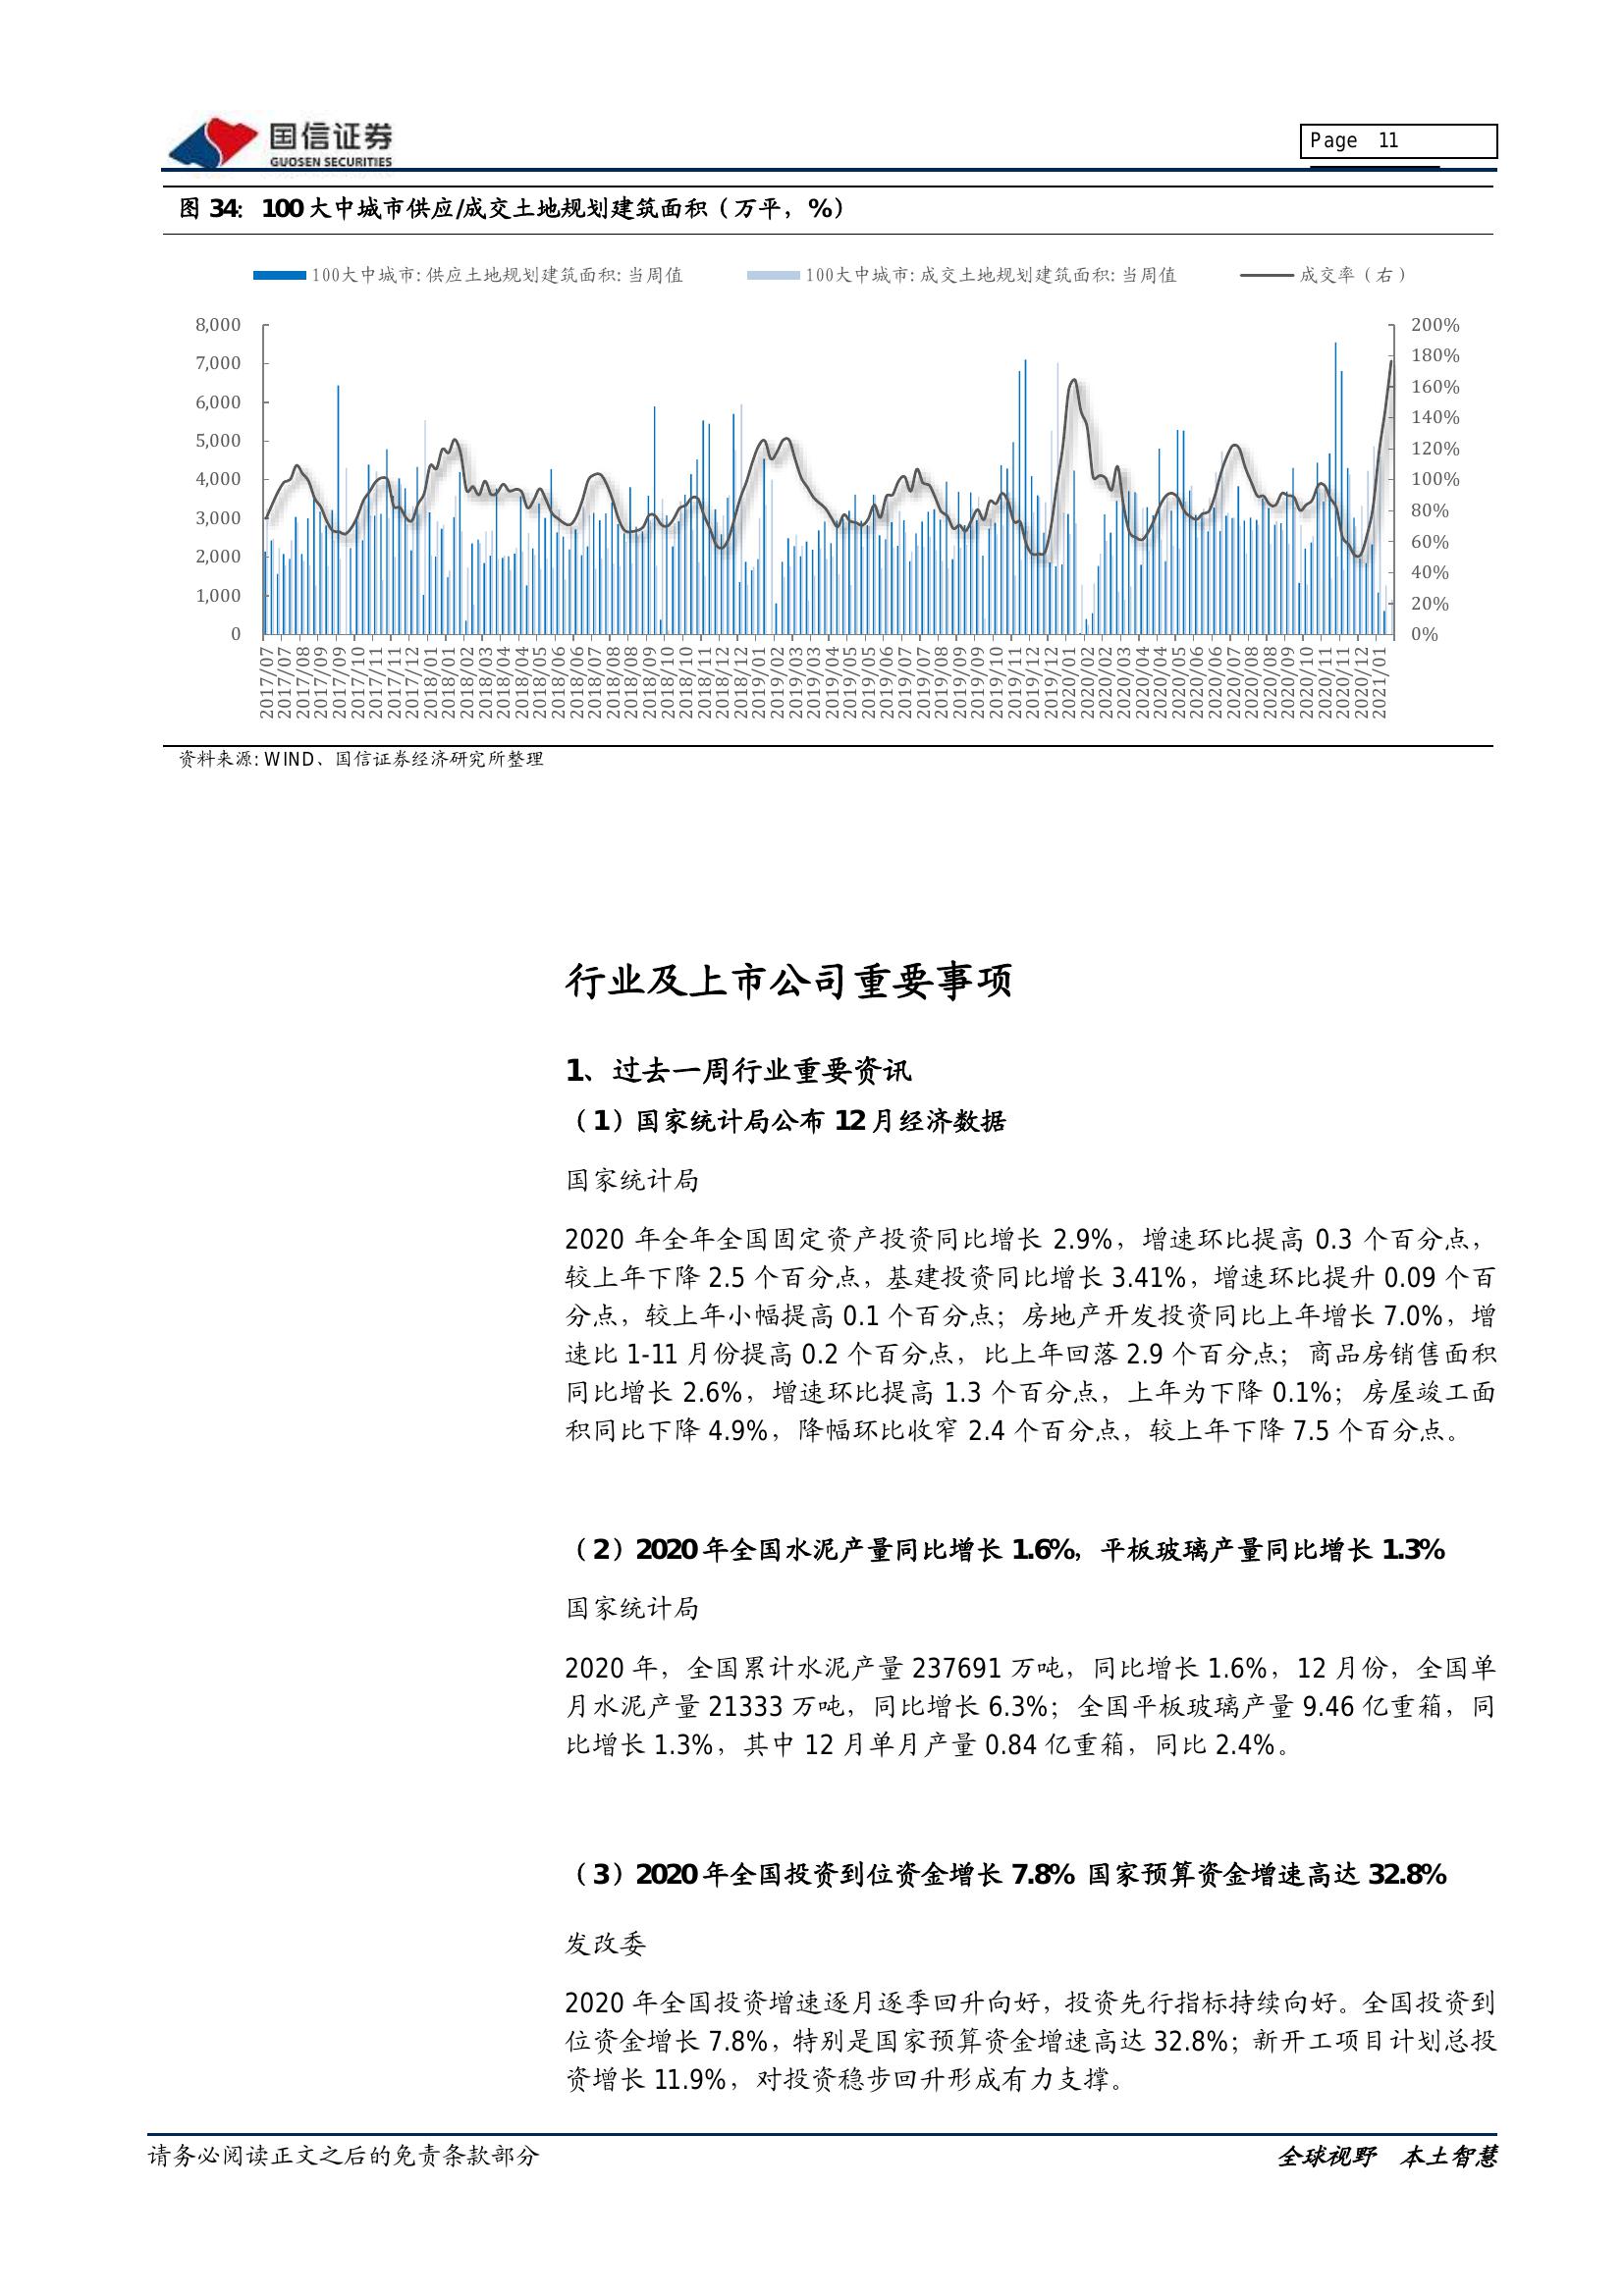 国信证券
GUOSEN SECURITIES
Page 11
图 34: 100 大中城市供应/成交土地规划建筑面积（万平，%）
100大中城市: 供应土地规划建筑面积: 当周值
100大中城市: 成交土地规划建筑面积: 当周值
成交率（右）
8,000
7,000
6,000
5,000
4,000
3,000
2,000
1,000
0
200%
180%
160%
140%
120%
100%
80%
60%
40%
20%
0%
2017/07
2017/07
2017/08
2017/09
2017/09
2017/10
2017/11
2017/11
2017/12
2018/01
2018/01
2018/02
2018/03
2018/04
2018/04
2018/05
2018/06
2018/06
2018/07
2018/08
2018/08
2018/09
2018/10
2018/10
2018/11
2018/12
2018/12
2019/01
2019/02
2019/03
2019/03
2019/04
2019/05
2019/05
2019/06
2019/07
2019/07
2019/08
2019/09
2019/09
2019/10
2019/11
2019/12
2019/12
2020/01
2020/02
2020/02
2020/03
2020/04
2020/04
2020/05
2020/06
2020/06
2020/07
2020/08
2020/08
2020/09
2020/10
2020/11
2020/11
2020/12
2021/01
资料来源: WIND、国信证券经济研究所整理
行业及上市公司重要事项
1、过去一周行业重要资讯
（1）国家统计局公布 12 月经济数据
国家统计局
2020 年全年全国固定资产投资同比增长 2.9%，增速环比提高 0.3 个百分点，
较上年下降 2.5 个百分点，基建投资同比增长 3.41%，增速环比提升 0.09 个百
分点，较上年小幅提高 0.1 个百分点；房地产开发投资同比上年增长 7.0%，增
速比 1-11 月份提高 0.2 个百分点，比上年回落 2.9 个百分点；商品房销售面积
同比增长 2.6%，增速环比提高 1.3 个百分点，上年为下降 0.1%；房屋竣工面
积同比下降 4.9%，降幅环比收窄 2.4 个百分点，较上年下降 7.5 个百分点。
（2）2020 年全国水泥产量同比增长 1.6%，平板玻璃产量同比增长 1.3%
国家统计局
2020 年，全国累计水泥产量 237691 万吨，同比增长 1.6%，12 月份，全国单
月水泥产量 21333 万吨，同比增长 6.3%；全国平板玻璃产量 9.46 亿重箱，同
比增长 1.3%，其中 12 月单月产量 0.84 亿重箱，同比 2.4%。
（3）2020 年全国投资到位资金增长 7.8% 国家预算资金增速高达 32.8%
发改委
2020 年全国投资增速逐月逐季回升向好，投资先行指标持续向好。全国投资到
位资金增长 7.8%，特别是国家预算资金增速高达 32.8%；新开工项目计划总投
资增长 11.9%，对投资稳步回升形成有力支撑。
请务必阅读正文之后的免责条款部分
全球视野 本土智慧